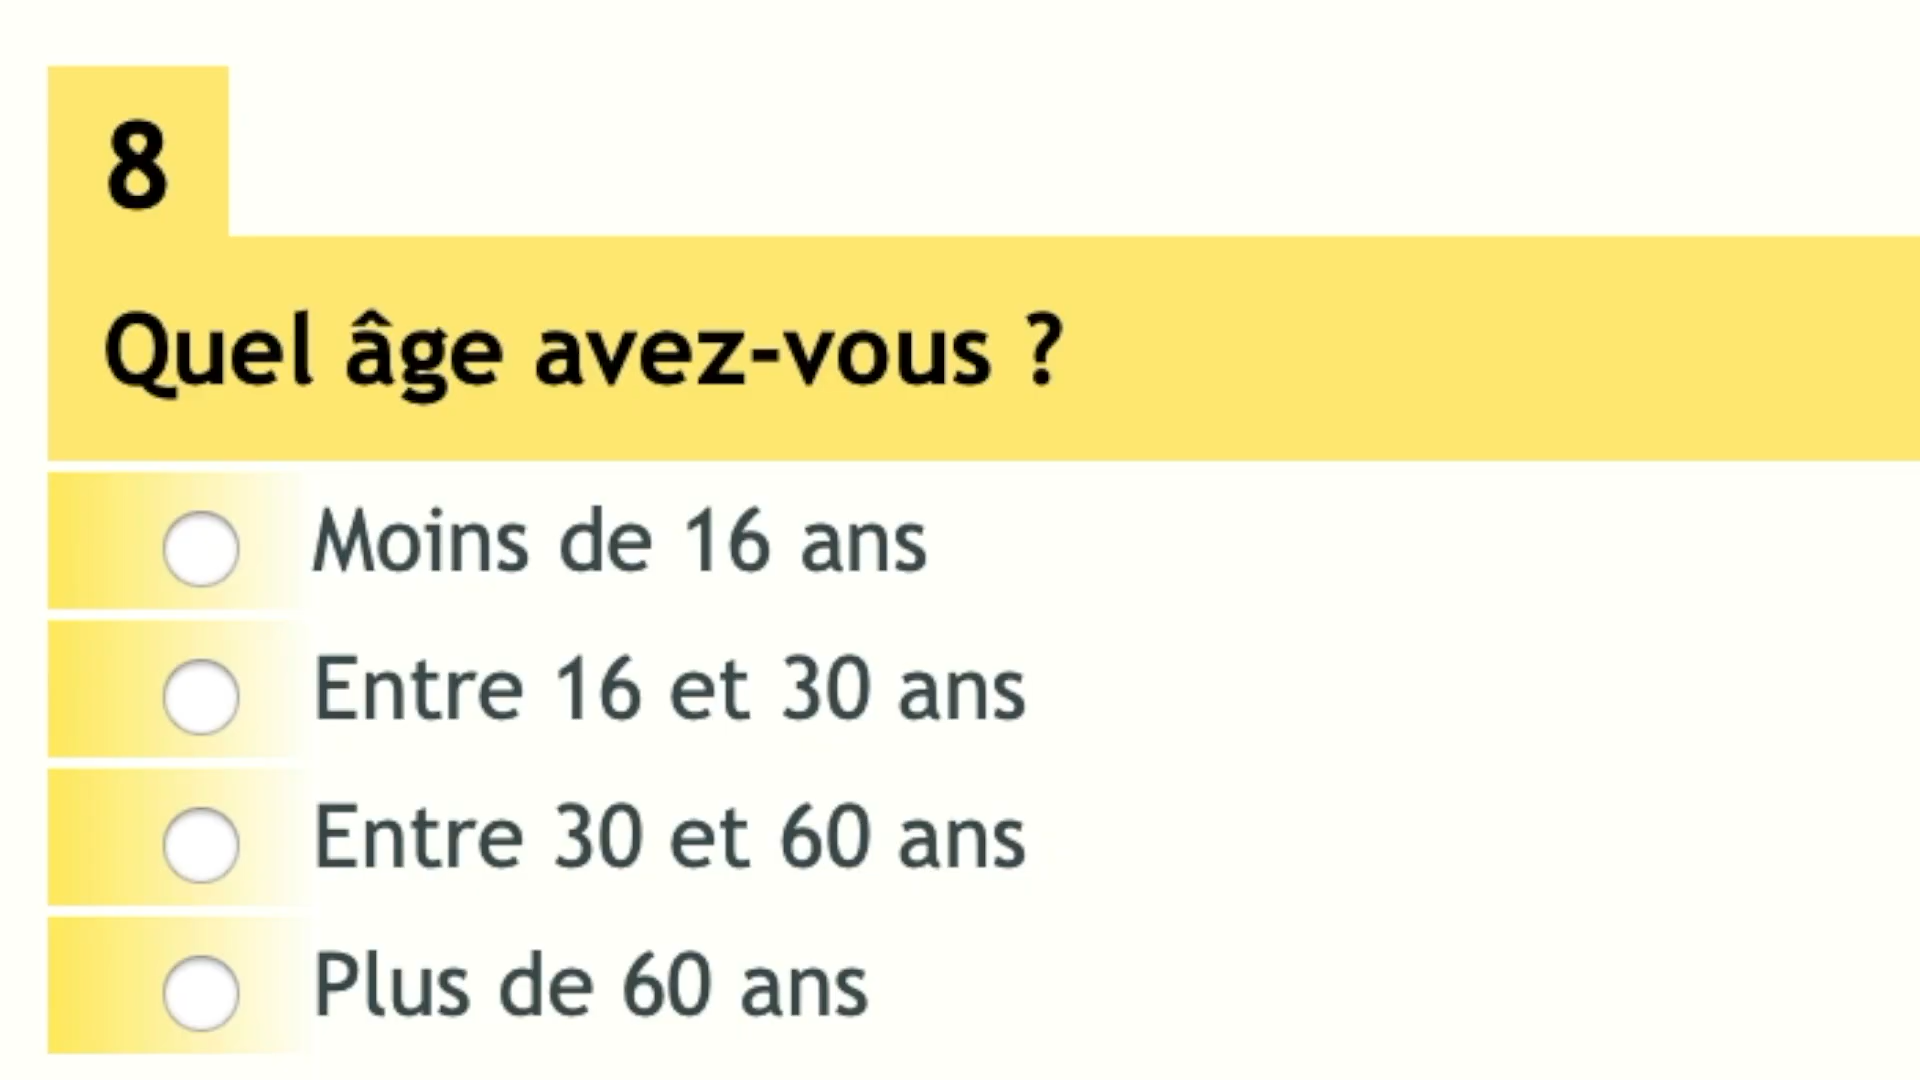 8
Quel âge avez-vous ?
Moins de 16 ans
Entre 16 et 30 ans
Entre 30 et 60 ans
Plus de 60 ans